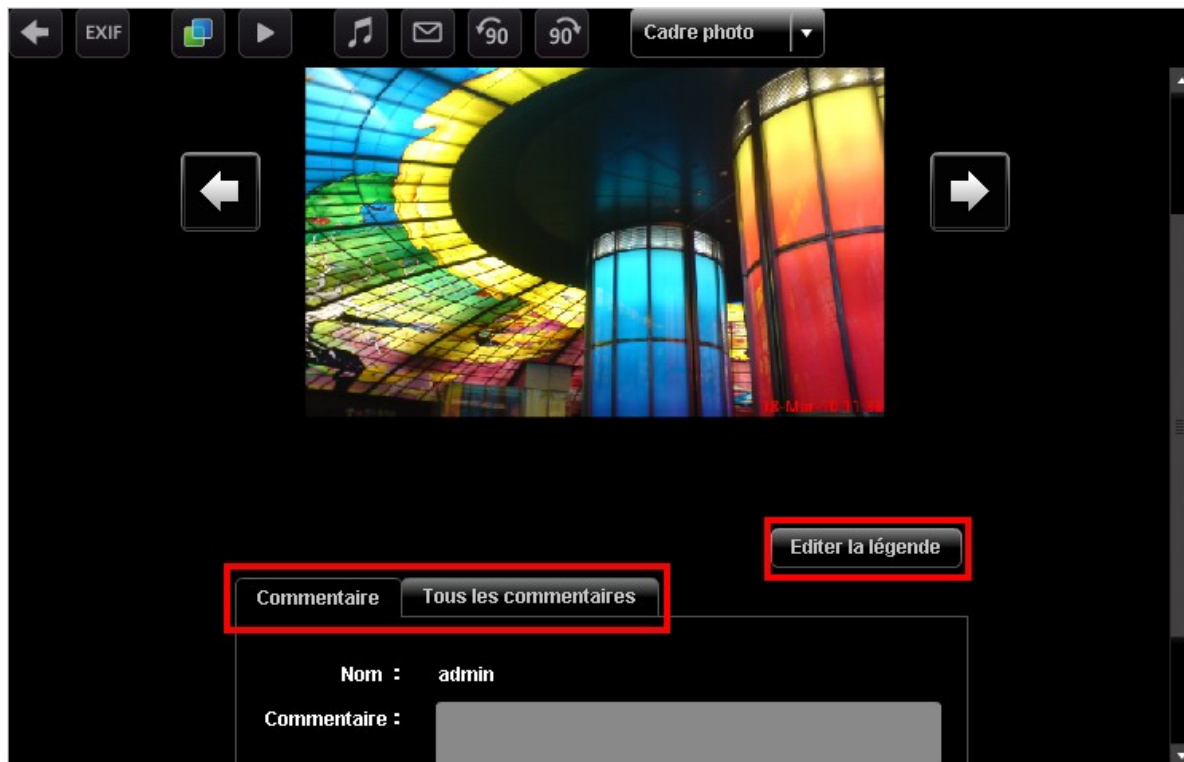 EXIF
90
90
Cadre photo
Editer la légende
Commentaire
Tous les commentaires
Nom :
admin
Commentaire :